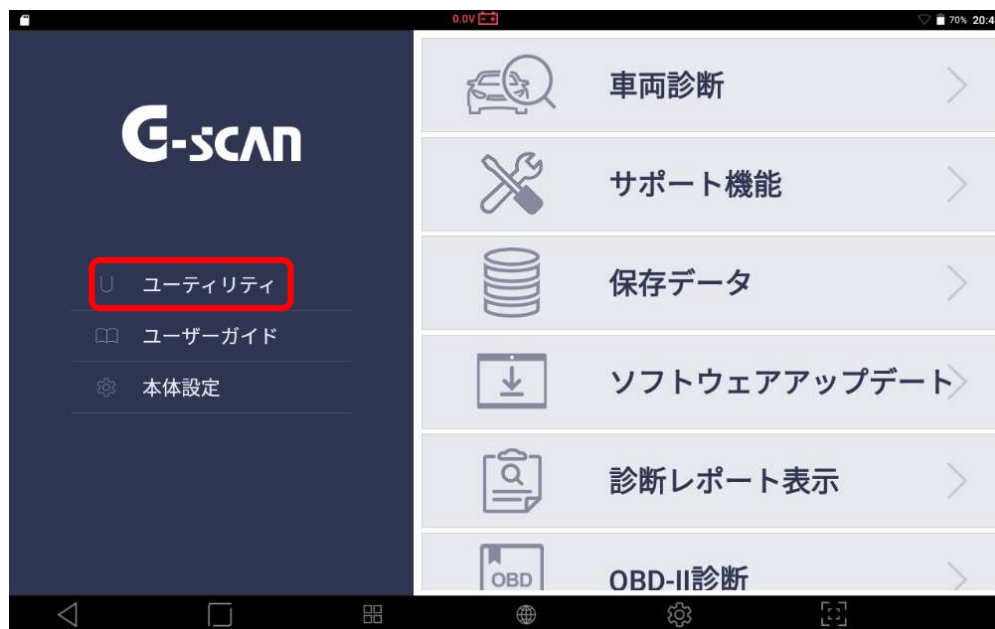 0.0V
70% 20:4
G-SCAN
ユーティリティ
ユーザーガイド
本体設定
車両診断
サポート機能
保存データ
ソフトウェアアップデート
診断レポート表示
OBD
OBD-II診断